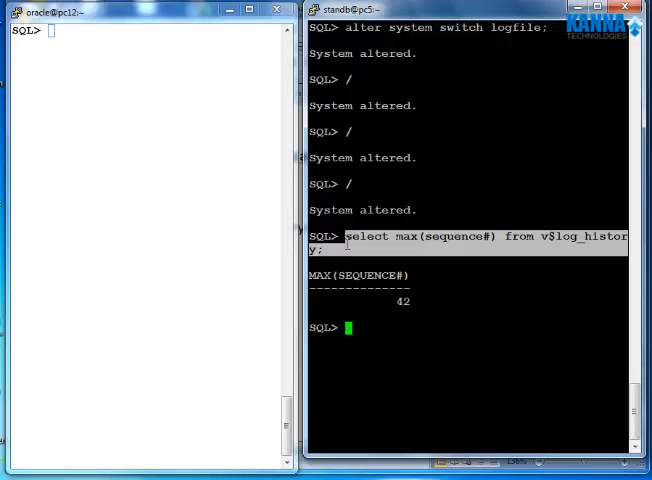 oracle@pc12:~
SQL>
standb@pc5:~
KANNA
TECHNOLOGIES
SQL> alter system switch logfile;
System altered.
SQL> /
System altered.
SQL> /
System altered.
SQL> /
System altered.
SQL> select max(sequence#) from v$log_histor
y;
MAX(SEQUENCE#)
--------------
42
SQL>
136%